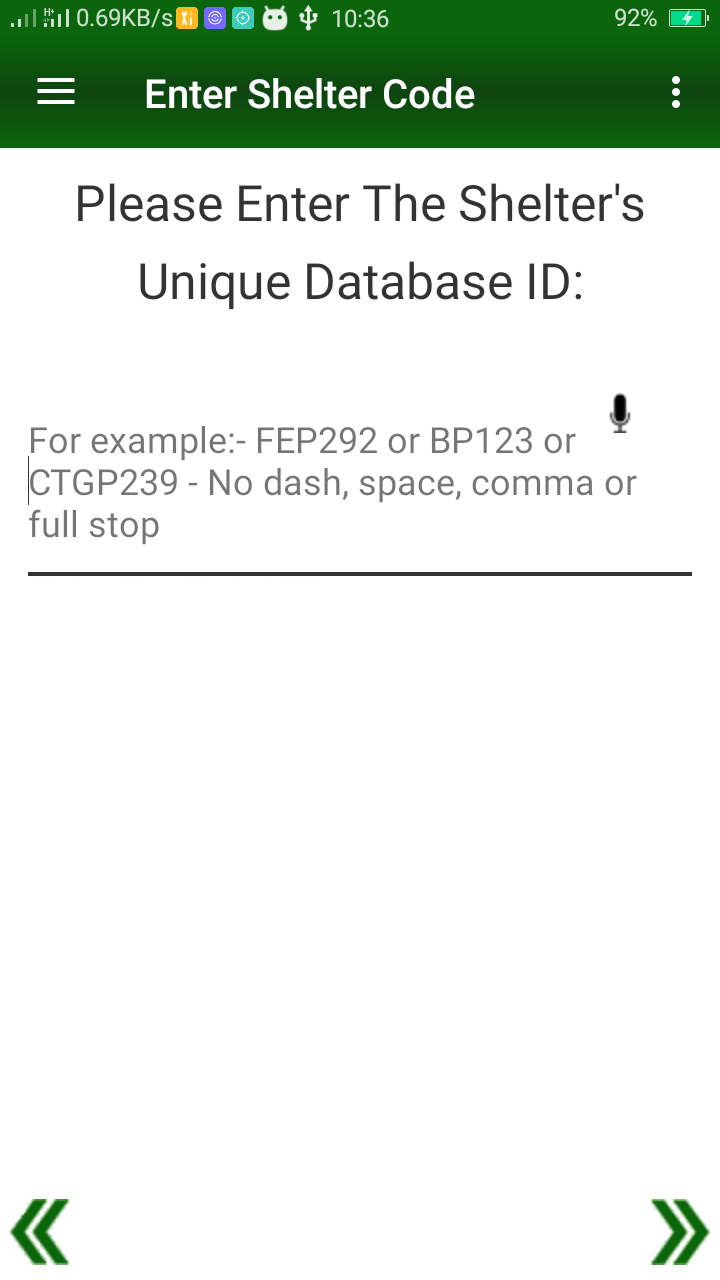 0.69KB/s 10:36 92%
Enter Shelter Code
Please Enter The Shelter's
Unique Database ID:
For example:- FEP292 or BP123 or
CTGP239 - No dash, space, comma or
full stop